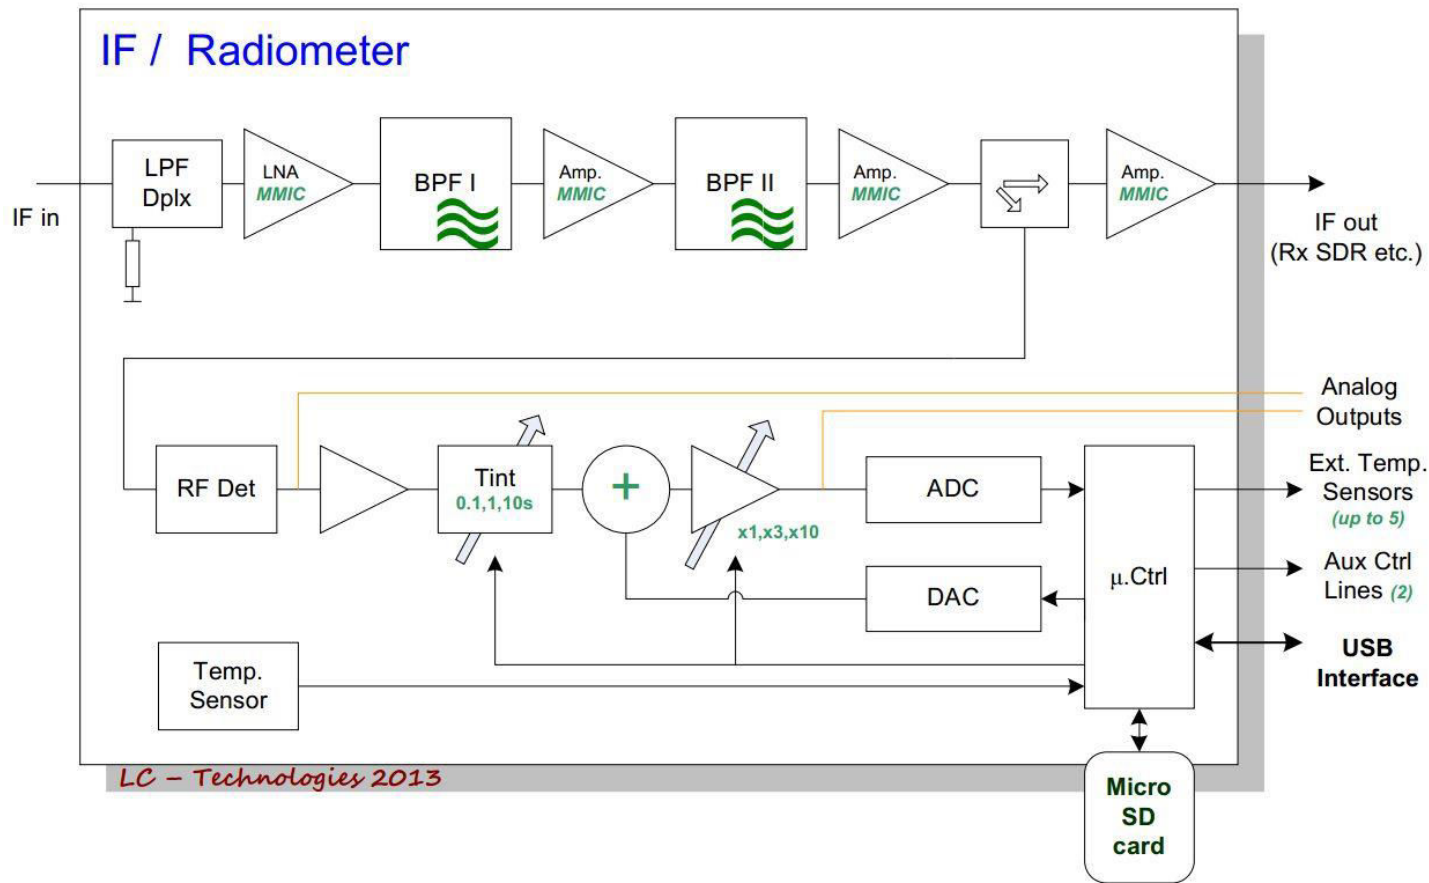 IF / Radiometer
IF in
LPF
Dplx
LNA
MMIC
BPF I
Amp.
MMIC
BPF II
Amp.
MMIC
Amp.
MMIC
IF out
(Rx SDR etc.)
Analog
Outputs
RF Det
Tint
0.1,1,10s
+
x1,x3,x10
ADC
DAC
μ.Ctrl
Ext. Temp.
Sensors
(up to 5)
Aux Ctrl
Lines (2)
USB
Interface
Temp.
Sensor
LC – Technologies 2013
Micro
SD
card